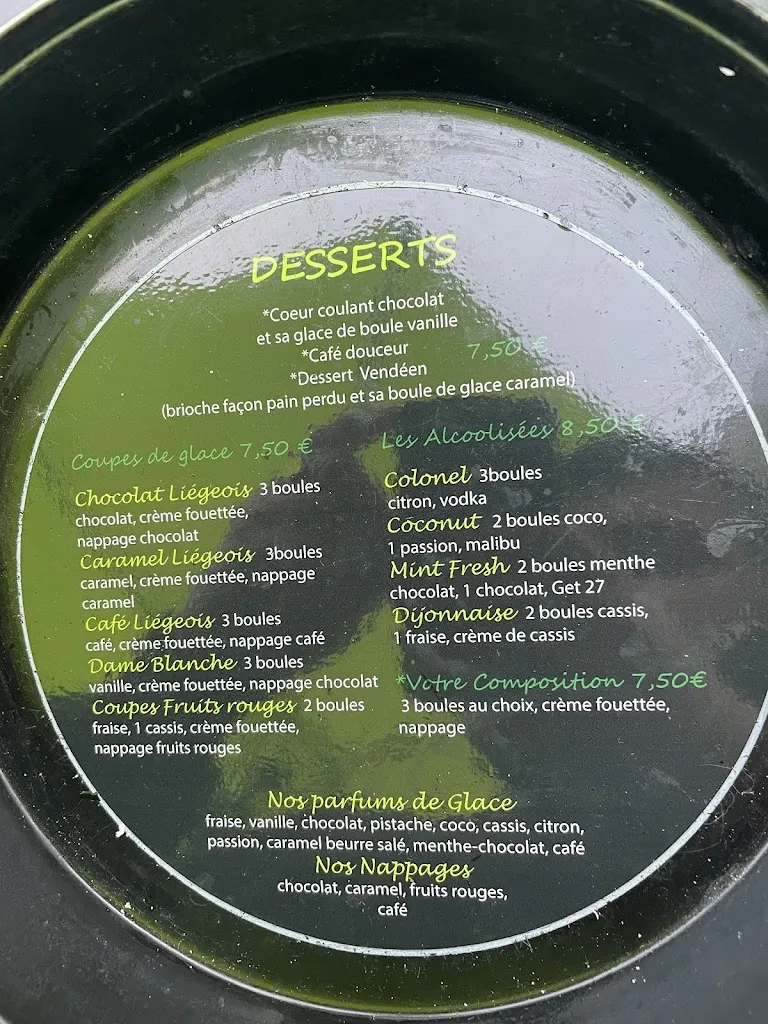 DESSERTS
*Coeur coulant chocolat
et sa glace de boule vanille
*Café douceur 7,50 €
*Dessert Vendéen
(brioche façon pain perdu et sa boule de glace caramel)
Coupes de glace 7,50 €
Chocolat Liégeois 3 boules
chocolat, crème fouettée,
nappage chocolat
Caramel Liégeois 3boules
caramel, crème fouettée, nappage
caramel
Café Liégeois 3 boules
café, crème fouettée, nappage café
Dame Blanche 3 boules
vanille, crème fouettée, nappage chocolat
Coupes Fruits rouges 2 boules
fraise, 1 cassis, crème fouettée,
nappage fruits rouges
Les Alcoolisées 8,50 €
Colonel 3boules
citron, vodka
Coconut 2 boules coco,
1 passion, malibu
Mint Fresh 2 boules menthe
chocolat, 1 chocolat, Get 27
Dijonnaise 2 boules cassis,
1 fraise, crème de cassis
*Votre Composition 7,50€
3 boules au choix, crème fouettée,
nappage
Nos parfums de Glace
fraise, vanille, chocolat, pistache, coco, cassis, citron,
passion, caramel beurre salé, menthe-chocolat, café
Nos Nappages
chocolat, caramel, fruits rouges,
café